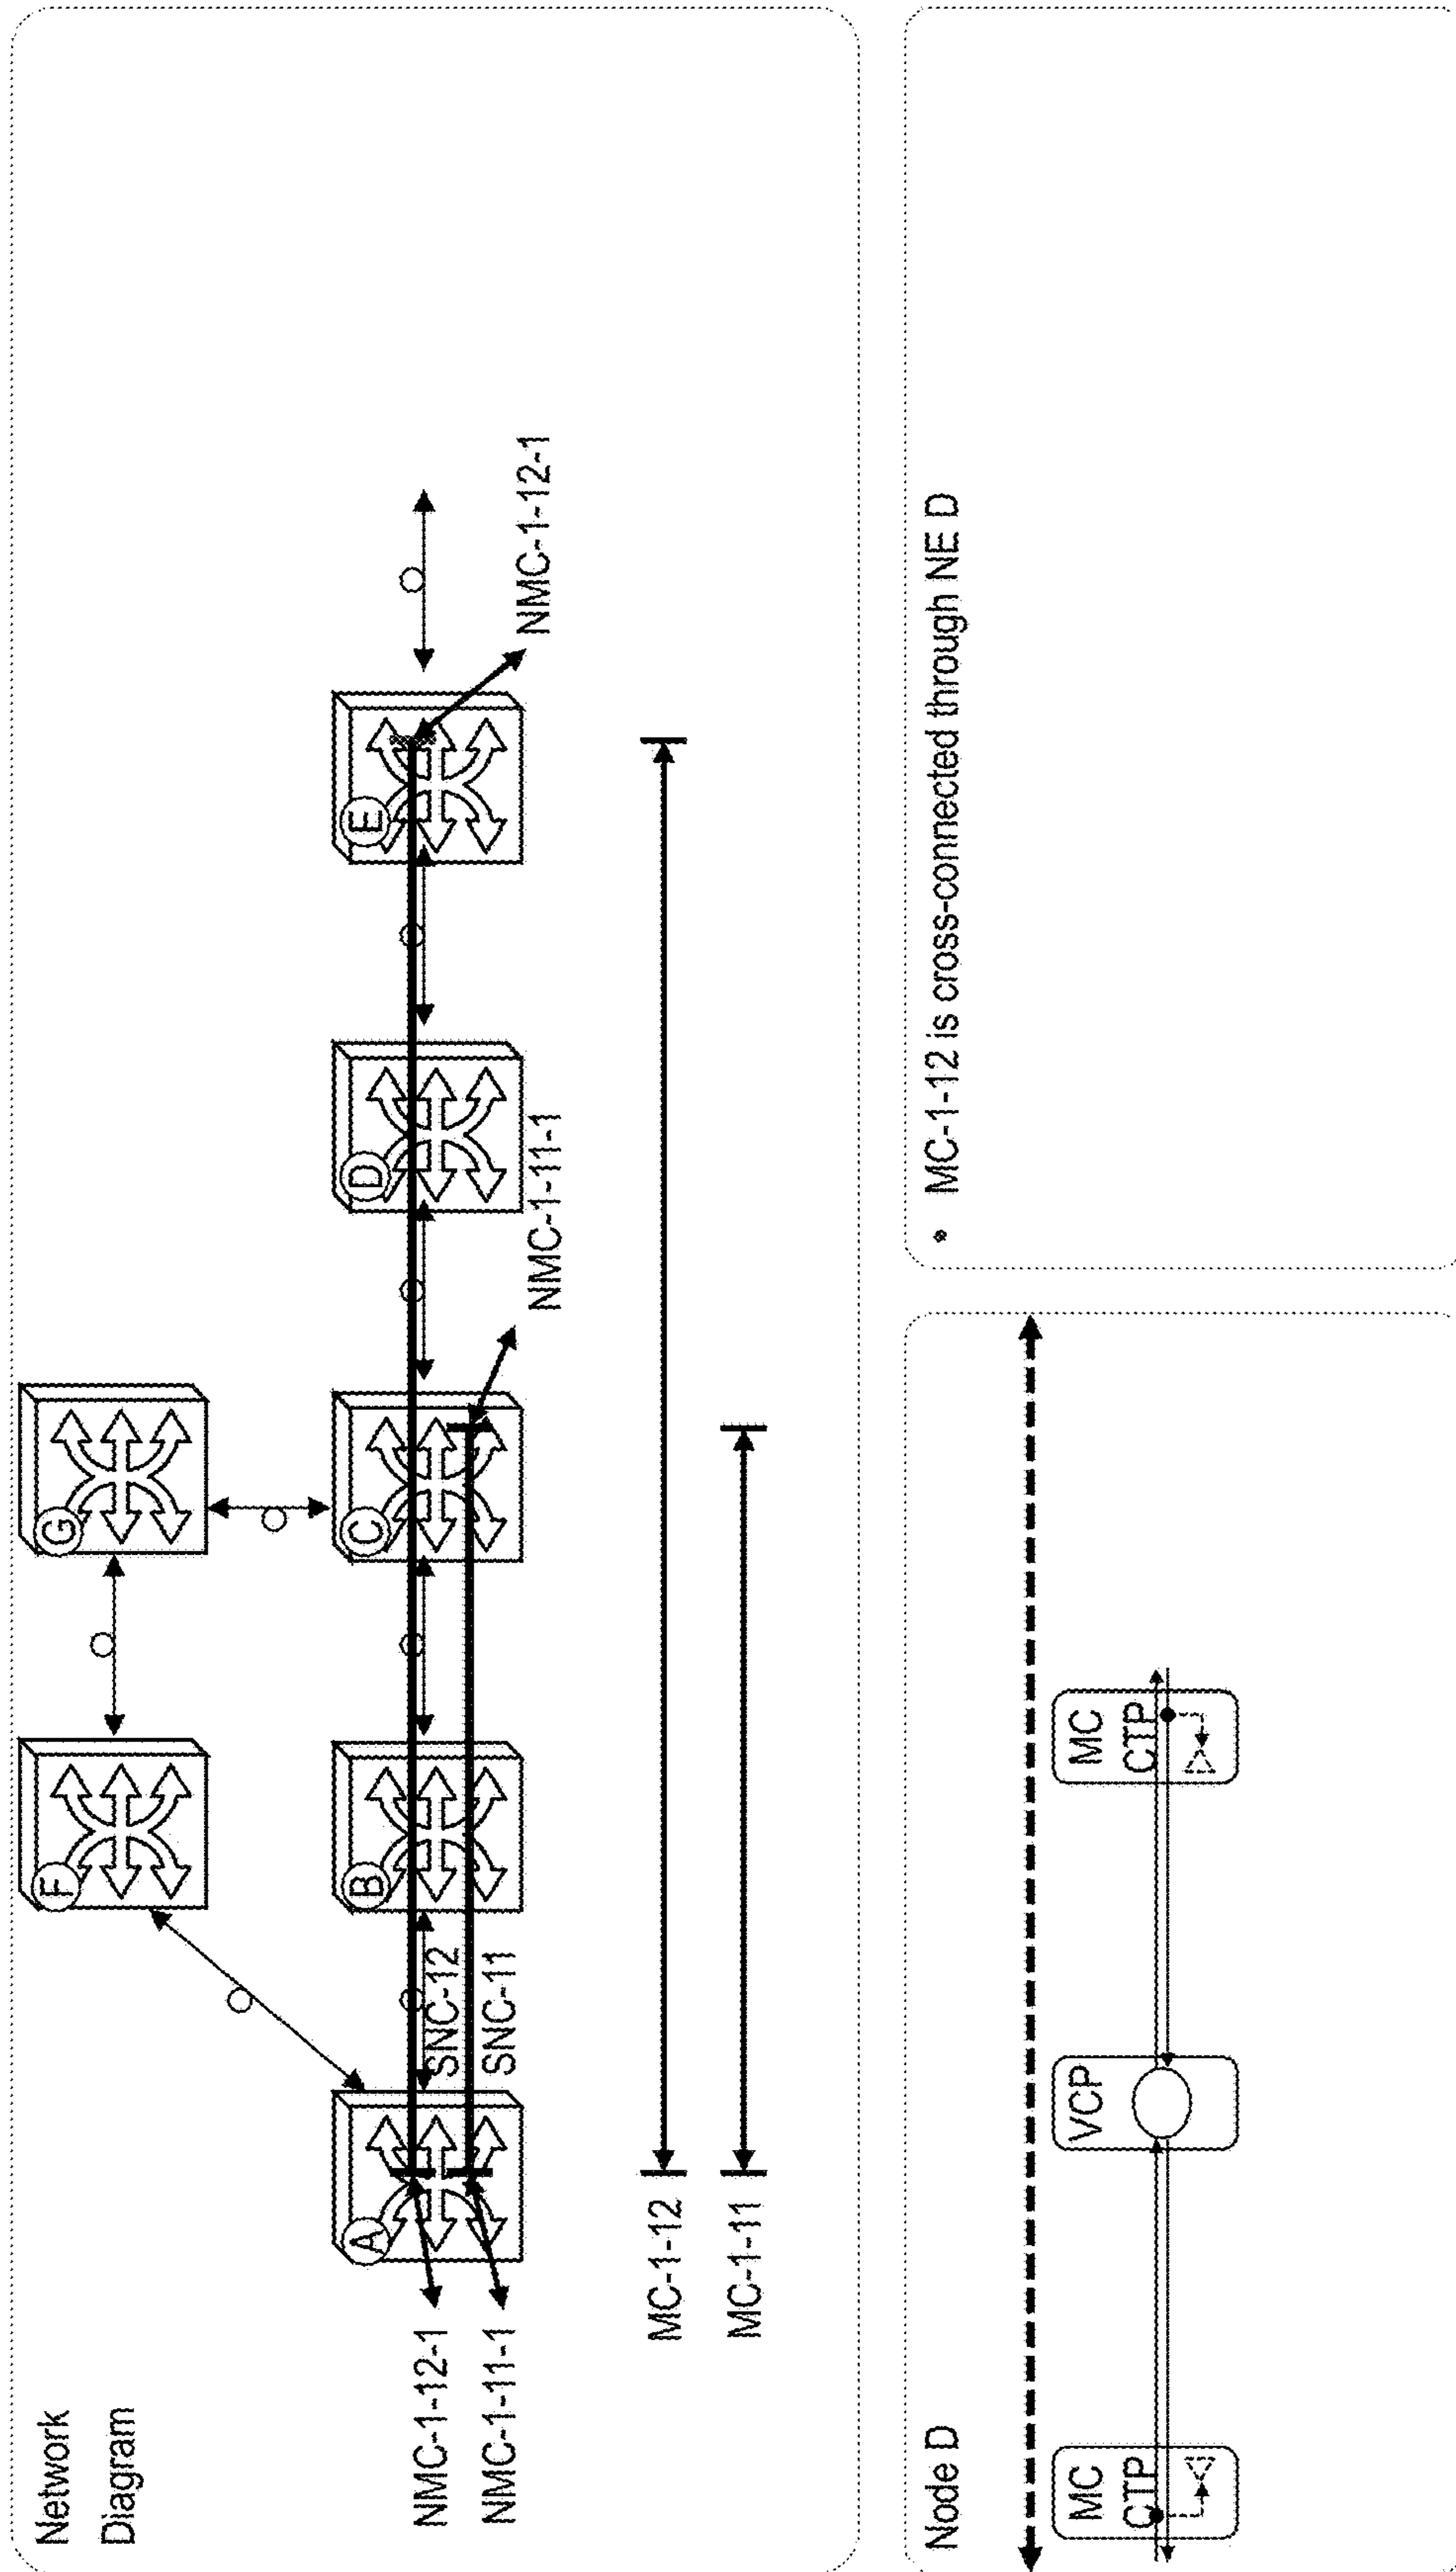 Network
Diagram
F
G
A
B
C
D
E
SNC-12
SNC-11
NMC-1-12-1
NMC-1-11-1
NMC-1-11-1
NMC-1-12-1
MC-1-12
MC-1-11
Node D
MC
CTP
VCP
MC
CTP
• MC-1-12 is cross-connected through NE D